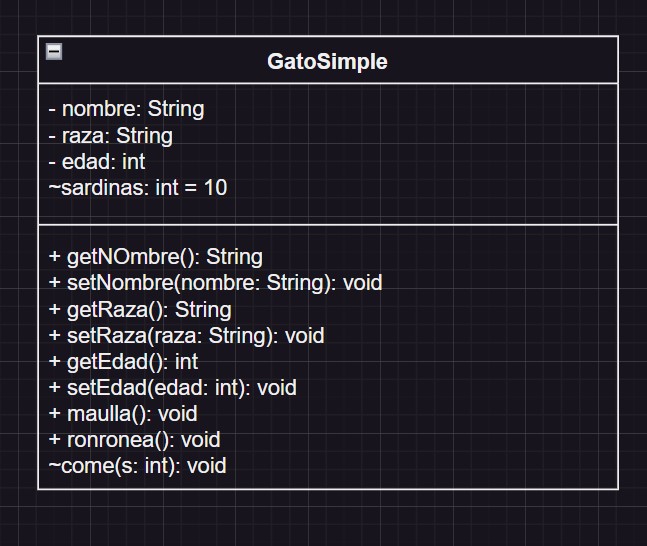 GatoSimple
- nombre: String
- raza: String
- edad: int
~sardinas: int = 10
+ getNOmbre(): String
+ setNombre(nombre: String): void
+ getRaza(): String
+ setRaza(raza: String): void
+ getEdad(): int
+ setEdad(edad: int): void
+ maulla(): void
+ ronronea(): void
~come(s: int): void